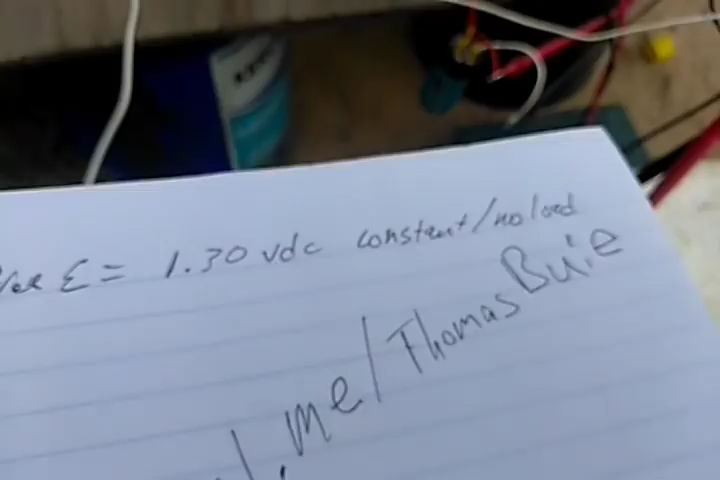 E = 1.30 vdc constant/no load
l.me/Thomas Buie